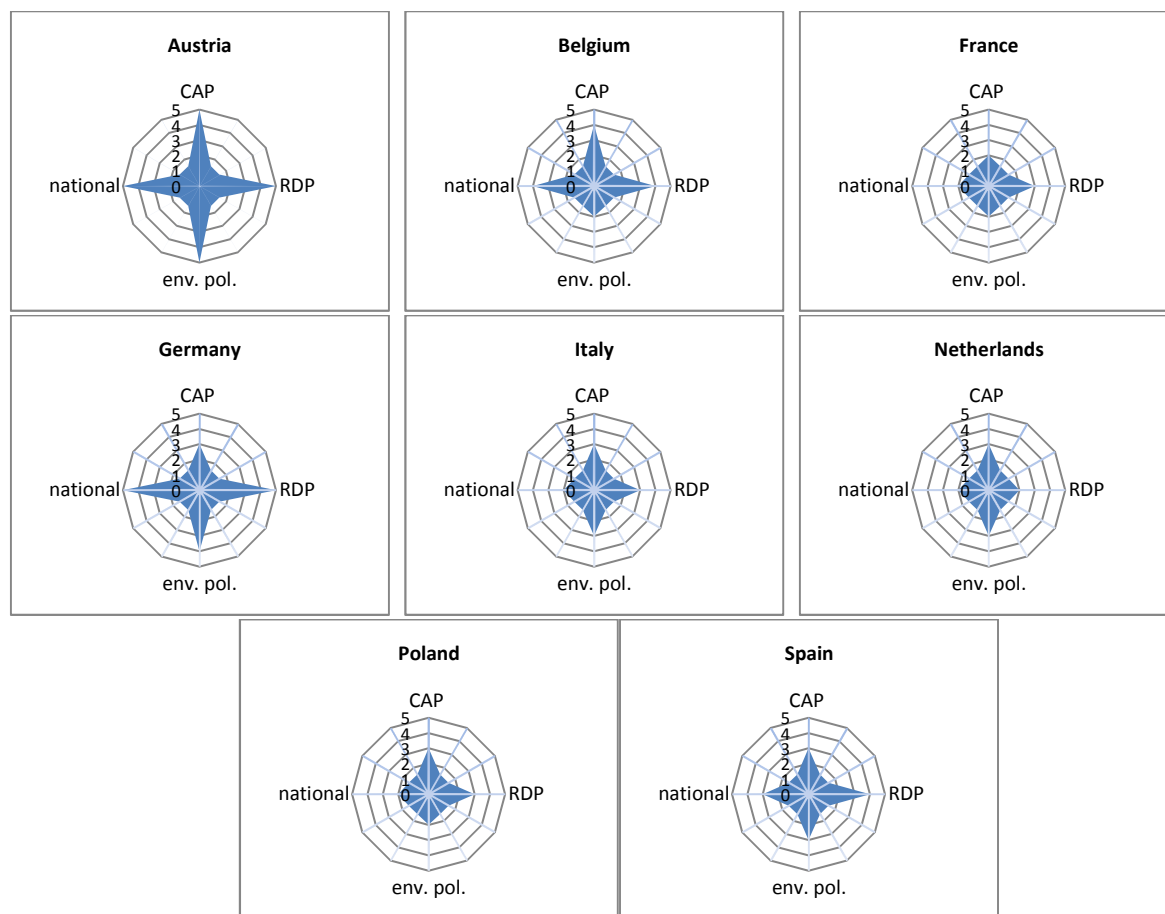 Austria
CAP
5
4
3
2
1
0
national
RDP
env. pol.
Belgium
CAP
5
4
3
2
1
0
national
RDP
env. pol.
France
CAP
5
4
3
2
1
0
national
RDP
env. pol.
Germany
CAP
5
4
3
2
1
0
national
RDP
env. pol.
Italy
CAP
5
4
3
2
1
0
national
RDP
env. pol.
Netherlands
CAP
5
4
3
2
1
0
national
RDP
env. pol.
Poland
CAP
5
4
3
2
1
0
national
RDP
env. pol.
Spain
CAP
5
4
3
2
1
0
national
RDP
env. pol.